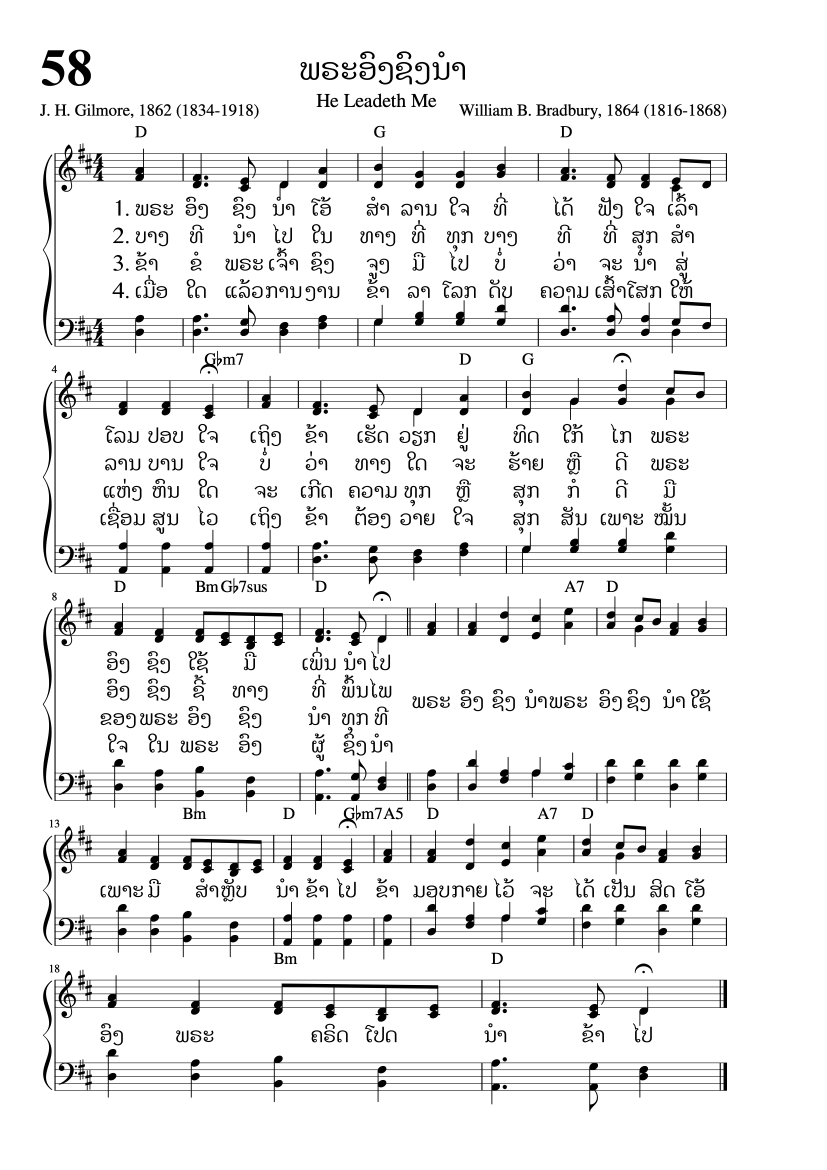 58
ພຣະອົງຊົງນຳ
He Leadeth Me
J. H. Gilmore, 1862 (1834-1918)
William B. Bradbury, 1864 (1816-1868)
D G D
1. ພຣະ ອົງ ຊົງ ນຳ ໂອ້ ສຳ ລານ ໃຈ ທີ່ ໄດ້ ຟັງ ໃຈ ເລົ້າ
2. ບາງ ທີ ນຳ ໄປ ໃນ ທາງ ທີ່ ທຸກ ບາງ ທີ ທີ່ ສຸກ ສຳ
3. ຂ້າ ຂໍ ພຣະ ເຈົ້າ ຊົງ ຈູງ ມື ໄປ ບໍ່ ວ່າ ຈະ ນຳ ສູ່
4. ເມື່ອ ໃດ ແລ້ວ ການ ງານ ຂ້າ ລາ ໂລກ ດັບ ຄວາມ ເສົ້າໂສກ ໃຫ້
4 G♭m7 D G
ໂລມ ປອບ ໃຈ ເຖິງ ຂ້າ ເຮັດ ວຽກ ຢູ່ ທິດ ໃກ້ ໄກ ພຣະ
ລານ ບານ ໃຈ ບໍ່ ວ່າ ທາງ ໃດ ຈະ ຮ້າຍ ຫຼື ດີ ພຣະ
ແຫ່ງ ຫົນ ໃດ ຈະ ເກີດ ຄວາມ ທຸກ ຫຼື ສຸກ ກໍ ດີ ມື
ເຊື່ອມ ສູນ ໄວ ເຖິງ ຂ້າ ຕ້ອງ ວາຍ ໃຈ ສຸກ ສັນ ເພາະ ໝັ້ນ
8 D Bm G♭7sus D A7 D
ອົງ ຊົງ ໃຊ້ ມື ເພິ່ນ ນຳ ໄປ
ອົງ ຊົງ ຊີ້ ທາງ ທີ່ ພົ້ນໄພ
ພຣະ ອົງ ຊົງ ນຳ ພຣະ ອົງ ຊົງ ນຳ ໃຊ້
ຂອງ ພຣະ ອົງ ຊົງ ນຳ ທຸກ ທີ
ໃຈ ໃນ ພຣະ ອົງ ຜູ້ ຊົງ ນຳ
13 Bm D G♭m7 A5 D A7 D
ເພາະ ມື ສຳຫຼັບ ນຳ ຂ້າ ໄປ ຂ້າ ມອບກາຍ ໄວ້ ຈະ ໄດ້ ເປັນ ສິດ ໂອ້
18 Bm D
ອົງ ພຣະ ຄຣິດ ໂປດ ນຳ ຂ້າ ໄປ